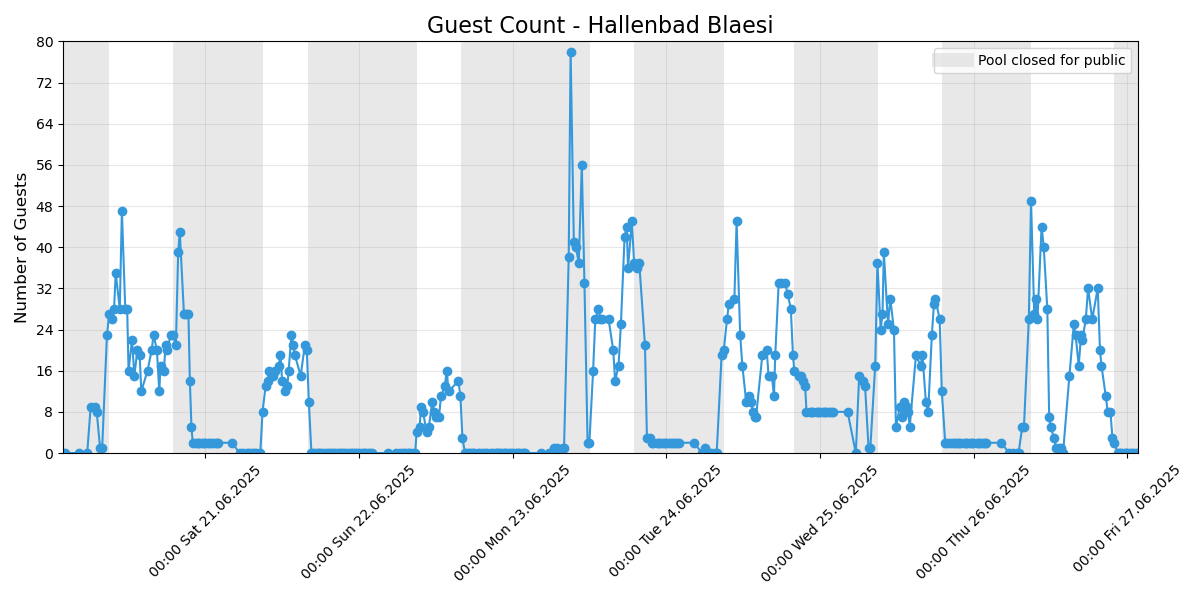 Guest Count - Hallenbad Blaesi
Pool closed for public
Number of Guests
80
72
64
56
48
40
32
24
16
8
0
00:00 Sat 21.06.2025
00:00 Sun 22.06.2025
00:00 Mon 23.06.2025
00:00 Tue 24.06.2025
00:00 Wed 25.06.2025
00:00 Thu 26.06.2025
00:00 Fri 27.06.2025